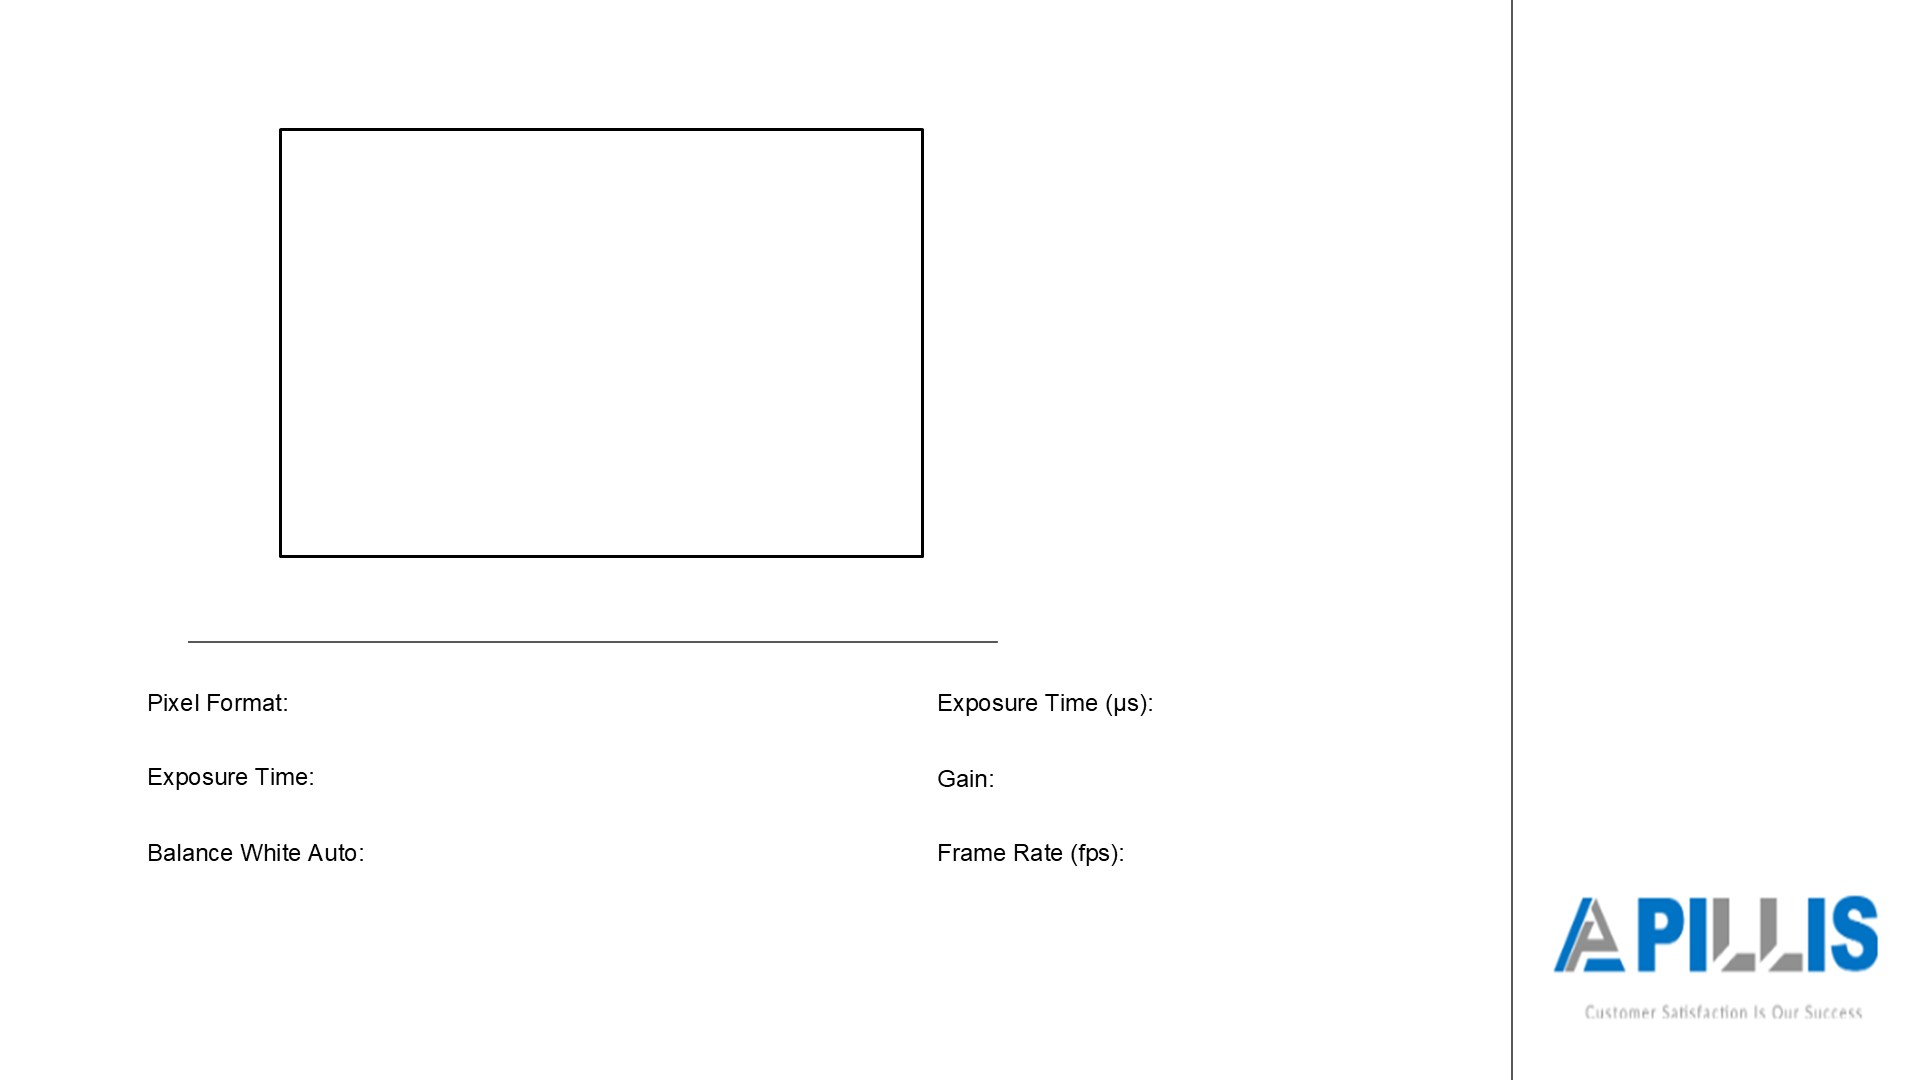 Pixel Format:
Exposure Time (µs):
Exposure Time:
Gain:
Balance White Auto:
Frame Rate (fps):
APILLIS
Customer Satisfaction Is Our Success